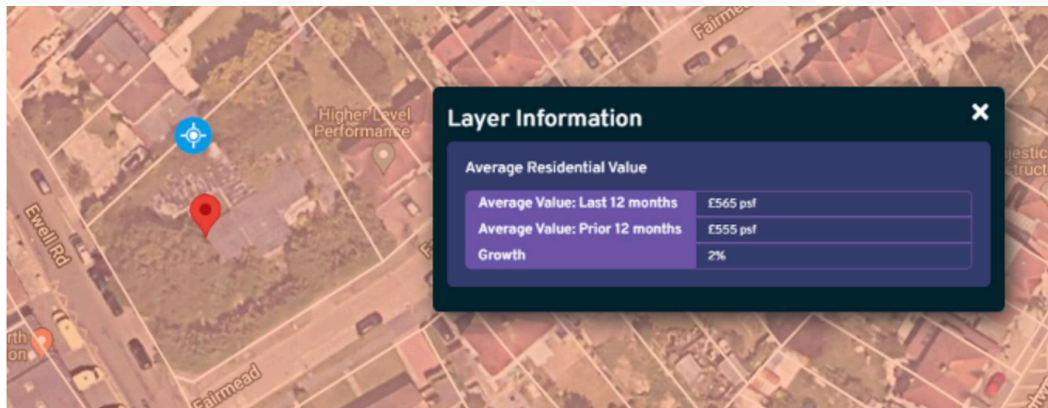 Fairmead
Higher Level
Performance
Layer Information
Average Residential Value
Average Value: Last 12 months £565 psf
Average Value: Prior 12 months £555 psf
Growth 2%
Ewell Rd
Fairmead